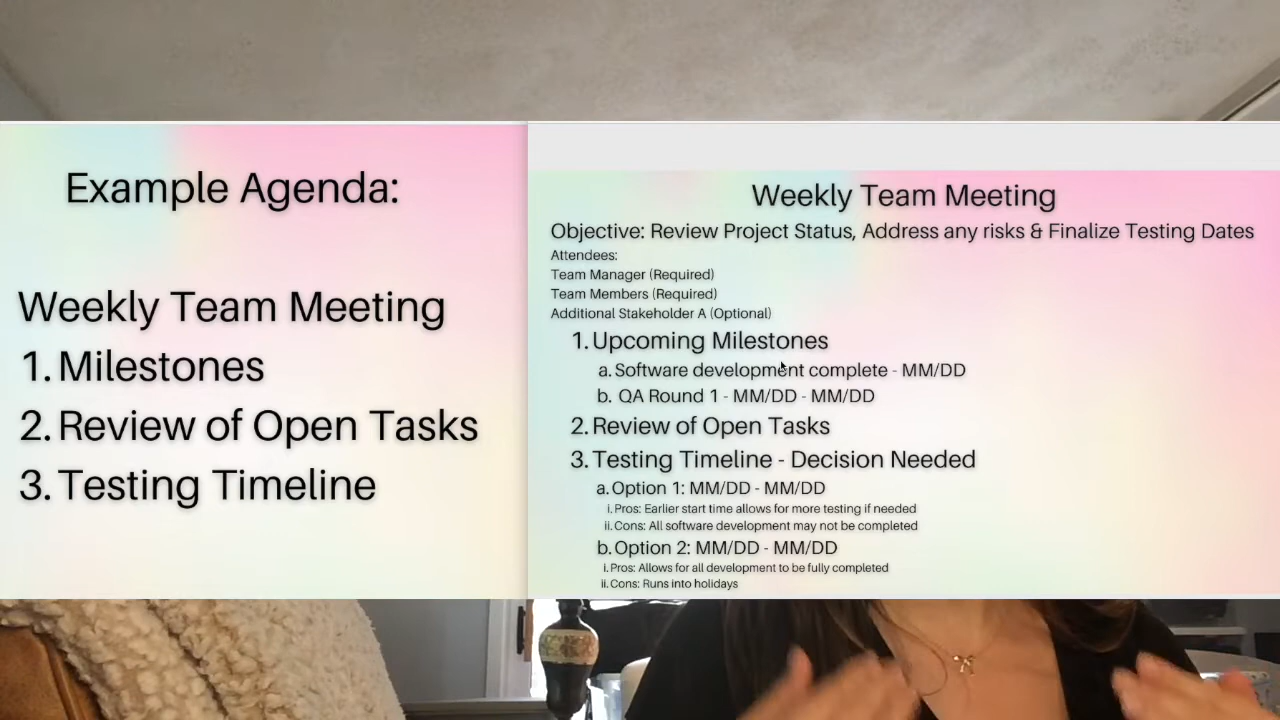 Example Agenda:
Weekly Team Meeting
1. Milestones
2. Review of Open Tasks
3. Testing Timeline
Weekly Team Meeting
Objective: Review Project Status, Address any risks & Finalize Testing Dates
Attendees:
Team Manager (Required)
Team Members (Required)
Additional Stakeholder A (Optional)
1. Upcoming Milestones
a. Software development complete - MM/DD
b. QA Round 1 - MM/DD - MM/DD
2. Review of Open Tasks
3. Testing Timeline - Decision Needed
a. Option 1: MM/DD - MM/DD
i. Pros: Earlier start time allows for more testing if needed
ii. Cons: All software development may not be completed
b. Option 2: MM/DD - MM/DD
i. Pros: Allows for all development to be fully completed
ii. Cons: Runs into holidays